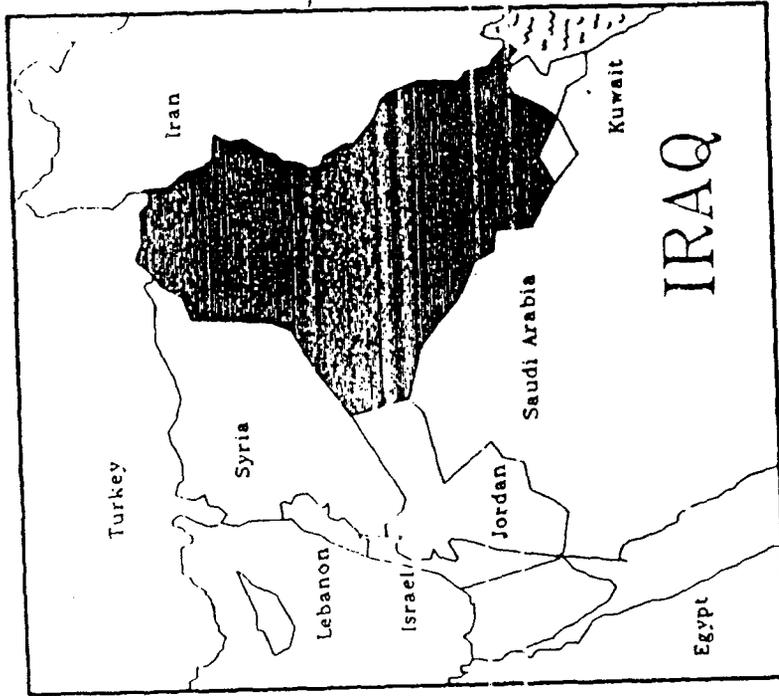 Turkey
Iran
Syria
Lebanon
Israel
Jordan
Saudi Arabia
Kuwait
Egypt
IRAQ